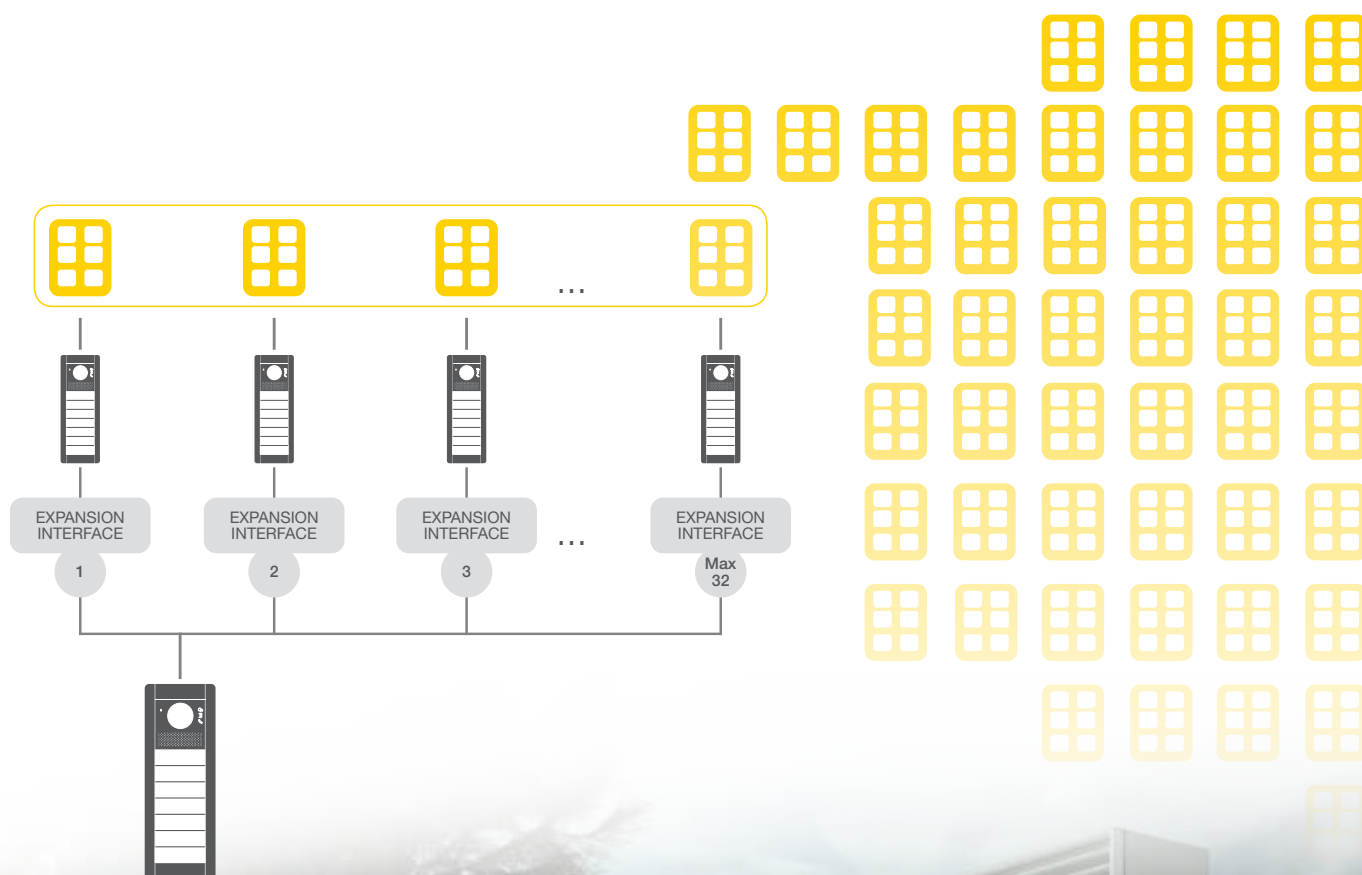 ...
EXPANSION
INTERFACE
1
EXPANSION
INTERFACE
2
EXPANSION
INTERFACE
3
...
EXPANSION
INTERFACE
Max
32